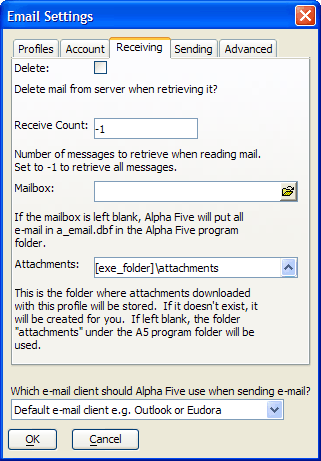 Email Settings
Profiles Account Receiving Sending Advanced
Delete:
Delete mail from server when retrieving it?
Receive Count: -1
Number of messages to retrieve when reading mail.
Set to -1 to retrieve all messages.
Mailbox:
If the mailbox is left blank, Alpha Five will put all
e-mail in a_email.dbf in the Alpha Five program
folder.
Attachments: [exe_folder]\attachments
This is the folder where attachments downloaded
with this profile will be stored. If it doesn't exist, it
will be created for you. If left blank, the folder
"attachments" under the A5 program folder will be
used.
Which e-mail client should Alpha Five use when sending e-mail?
Default e-mail client e.g. Outlook or Eudora
OK Cancel